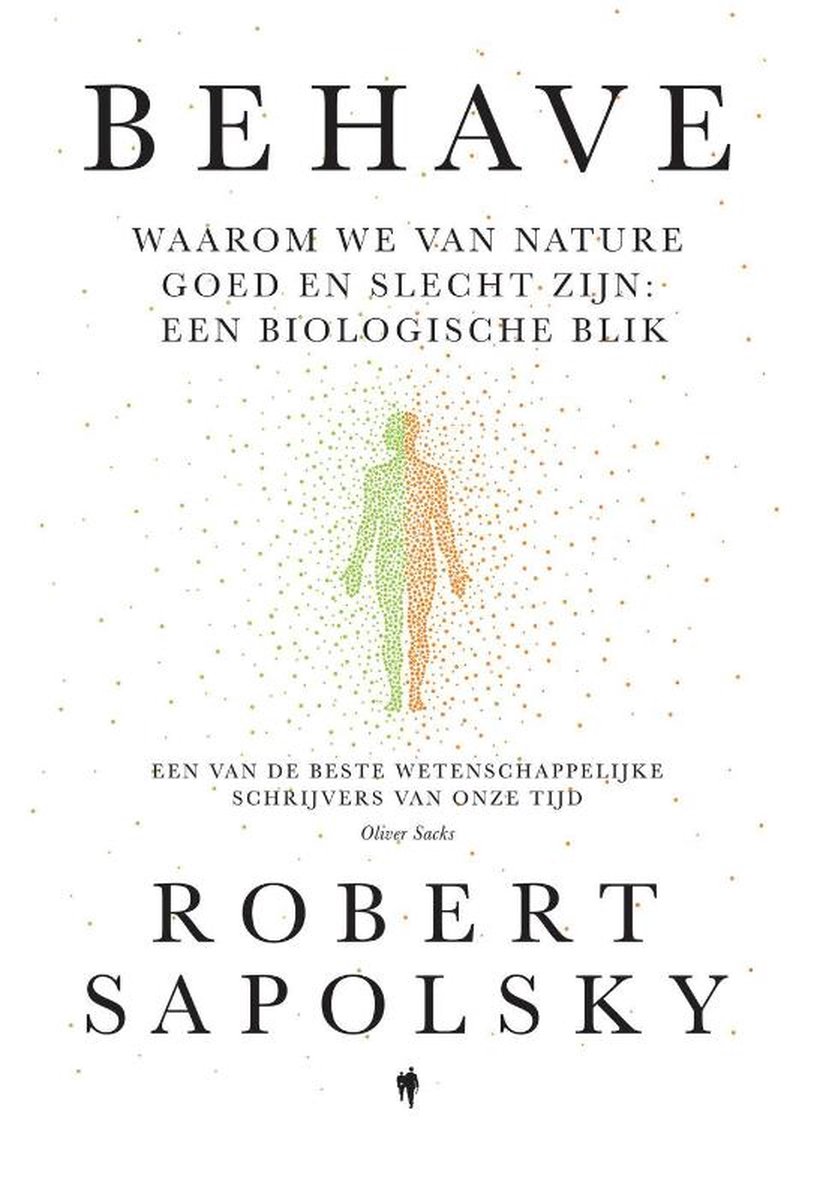 BEHAVE
WAAROM WE VAN NATURE
GOED EN SLECHT ZIJN:
EEN BIOLOGISCHE BLIK
EEN VAN DE BESTE WETENSCHAPPELIJKE
SCHRIJVERS VAN ONZE TIJD
Oliver Sacks
ROBERT
SAPOLSKY